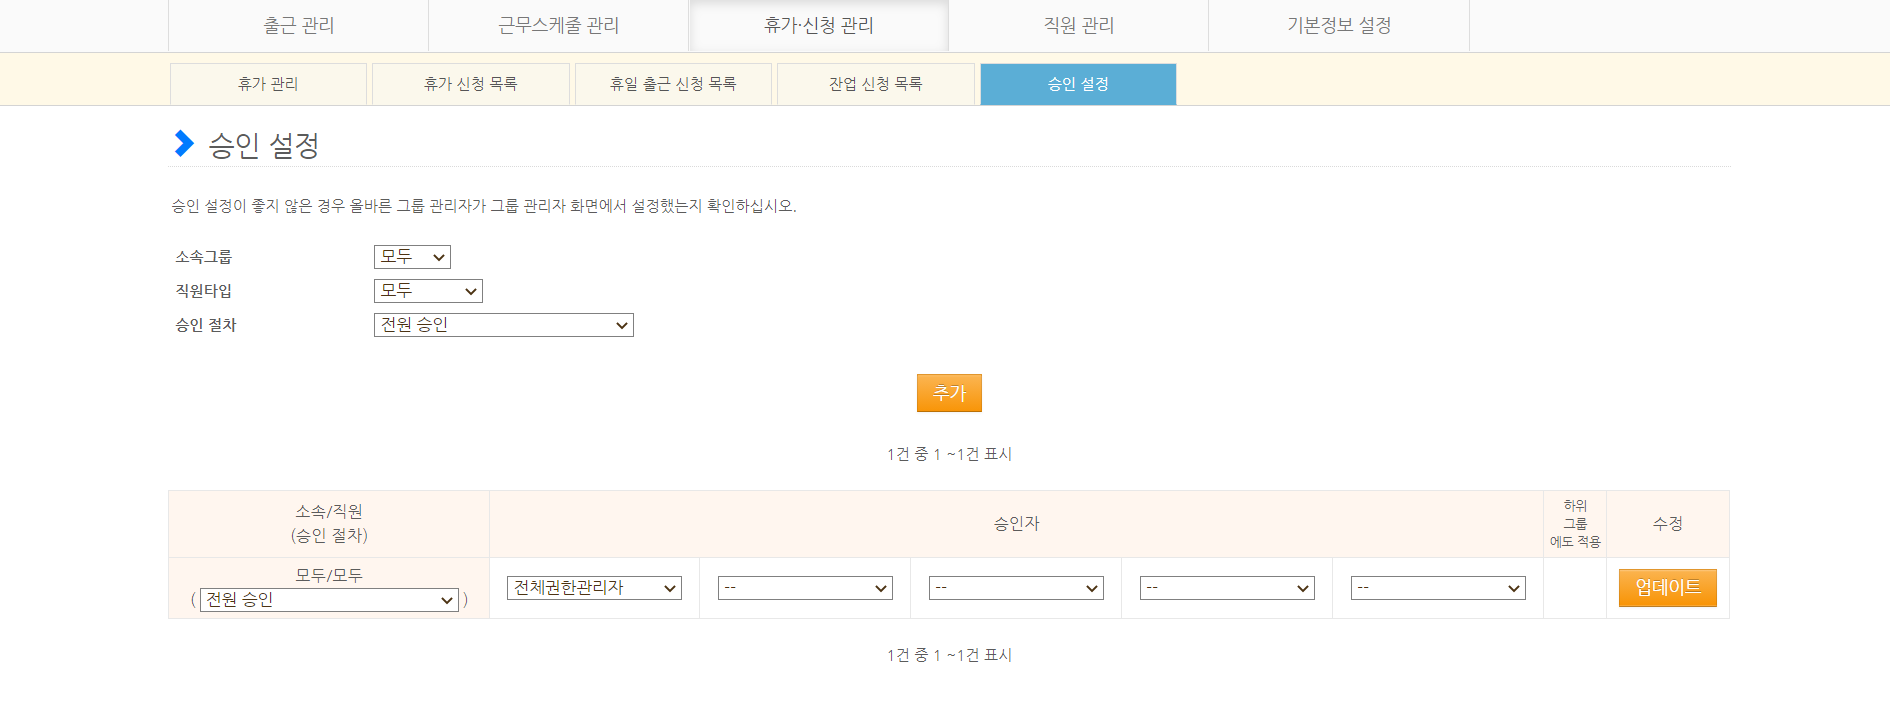 출근 관리
근무스케줄 관리
휴가·신청 관리
직원 관리
기본정보 설정
휴가 관리
휴가 신청 목록
휴일 출근 신청 목록
잔업 신청 목록
승인 설정
승인 설정
승인 설정이 좋지 않은 경우 올바른 그룹 관리자가 그룹 관리자 화면에서 설정했는지 확인하십시오.
소속그룹 모두
직원타입 모두
승인 절차 전원 승인
추가
1건 중 1 ~1건 표시
소속/직원
(승인 절차)
승인자
하위
그룹
에도 적용
수정
모두/모두
( 전원 승인 )
전체권한관리자
--
--
--
--
업데이트
1건 중 1 ~1건 표시